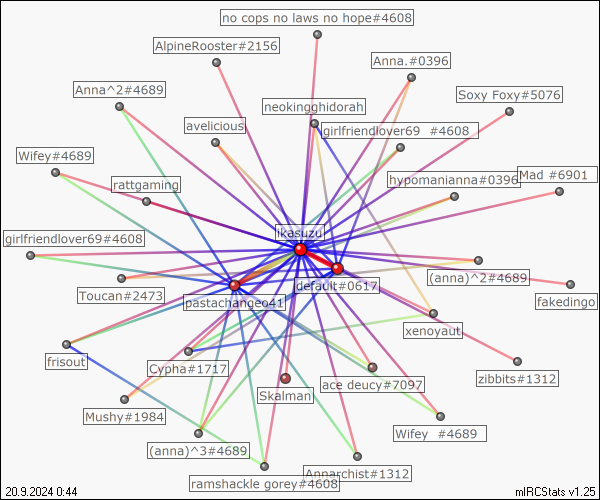 no cops no laws no hope#4608
AlpineRooster#2156
Anna.#0396
Anna^2#4689
Soxy Foxy#5076
neokingghidorah
avelicious
girlfriendlover69 #4608
Wifey#4689
rattgaming
hypomanianna#0396
Mad #6901
ikasuzu
girlfriendlover69#4608
(anna)^2#4689
default#0617
Toucan#2473
pastachangeo41
fakedingo
xenoyaut
frisout
Cypha#1717
zibbits#1312
ace deucy#7097
Skalman
Mushy#1984
Wifey #4689
(anna)^3#4689
Annarchist#1312
ramshackle gorey#4608
20.9.2024 0:44
mIRCStats v1.25